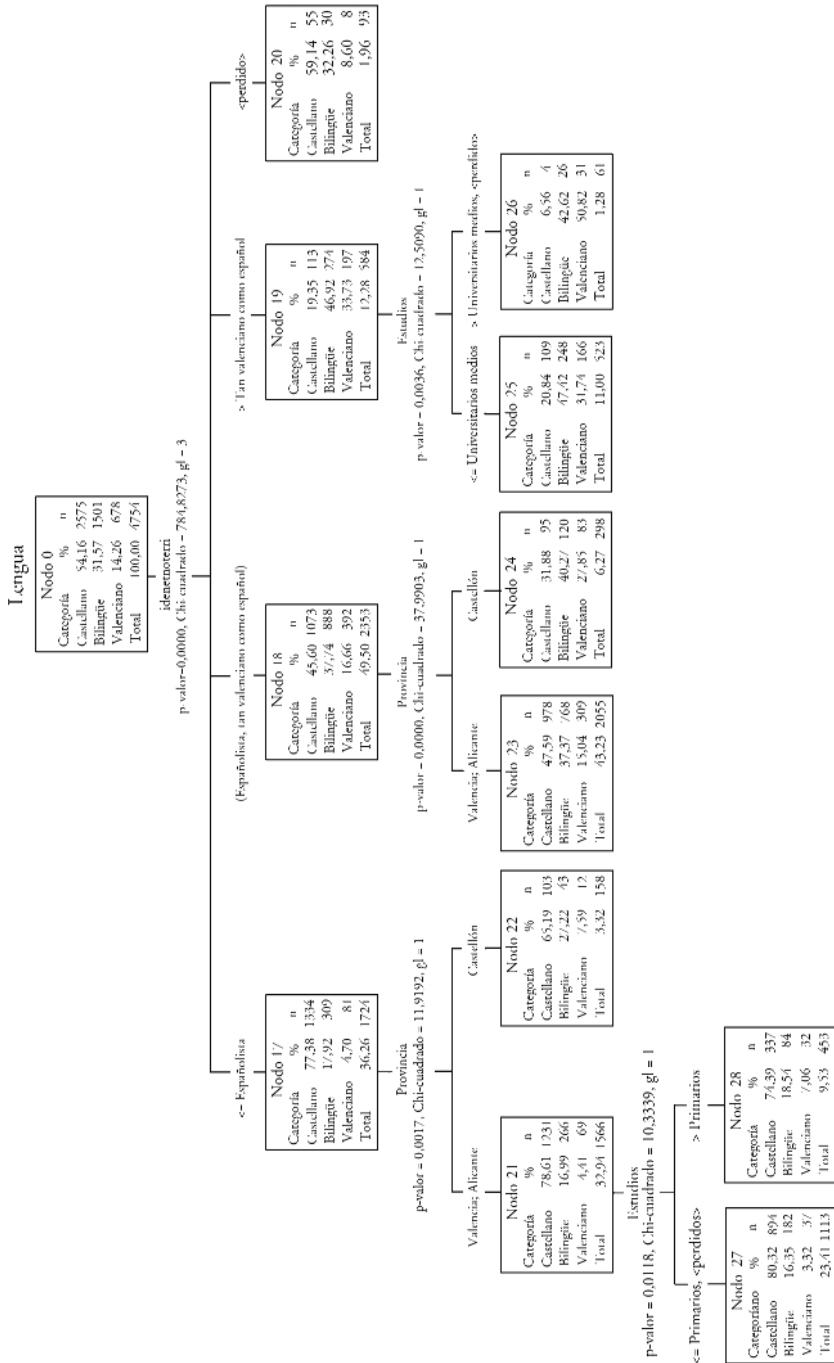 Lengua
Nodo 0
Categoría % n
Castellano 54,16 2575
Bilingüe 31,57 1501
Valenciano 14,26 678
Total 100,00 4754
idenetnoterri
p-valor=0,0000, Chi-cuadrado = 784,8273, gl = 3
<= Españolista
(Españolista, tan valenciano como español)
> Tan valenciano como español
<perdido>
Nodo 17
Categoría % n
Castellano 77,38 1334
Bilingüe 17,92 309
Valenciano 4,70 81
Total 36,26 1724
Nodo 18
Categoría % n
Castellano 45,60 1073
Bilingüe 37,74 888
Valenciano 16,66 392
Total 49,50 2353
Nodo 19
Categoría % n
Castellano 19,35 113
Bilingüe 46,92 274
Valenciano 33,73 197
Total 12,28 584
Nodo 20
Categoría % n
Castellano 59,14 55
Bilingüe 32,26 30
Valenciano 8,60 8
Total 1,96 93
Provincia
p-valor = 0,0017, Chi-cuadrado = 11,9192, gl = 1
Provincia
p-valor = 0,0000, Chi-cuadrado = 37,9903, gl = 1
Estudios
p-valor = 0,0036, Chi-cuadrado = 12,5090, gl = 1
Valencia; Alicante
Castellón
Valencia; Alicante
Castellón
<= Universitarios medios
> Universitarios medios, <perdido>
Nodo 21
Categoría % n
Castellano 78,61 1231
Bilingüe 16,99 266
Valenciano 4,41 69
Total 32,94 1566
Nodo 22
Categoría % n
Castellano 65,19 103
Bilingüe 27,22 43
Valenciano 7,59 12
Total 3,32 158
Nodo 23
Categoría % n
Castellano 47,59 978
Bilingüe 37,37 768
Valenciano 15,04 309
Total 43,23 2055
Nodo 24
Categoría % n
Castellano 31,88 95
Bilingüe 40,27 120
Valenciano 27,85 83
Total 6,27 298
Nodo 25
Categoría % n
Castellano 20,84 109
Bilingüe 47,42 248
Valenciano 31,74 166
Total 11,00 523
Nodo 26
Categoría % n
Castellano 6,56 4
Bilingüe 42,62 26
Valenciano 50,82 31
Total 1,28 61
Estudios
p-valor = 0,0118, Chi-cuadrado = 10,3339, gl = 1
<= Primarios, <perdidos>
> Primarios
Nodo 27
Categoríano % n
Castellano 80,32 894
Bilingüe 16,35 182
Valenciano 3,32 37
Total 23,41 1113
Nodo 28
Categoría % n
Castellano 74,39 337
Bilingüe 18,54 84
Valenciano 7,06 32
Total 9,53 453